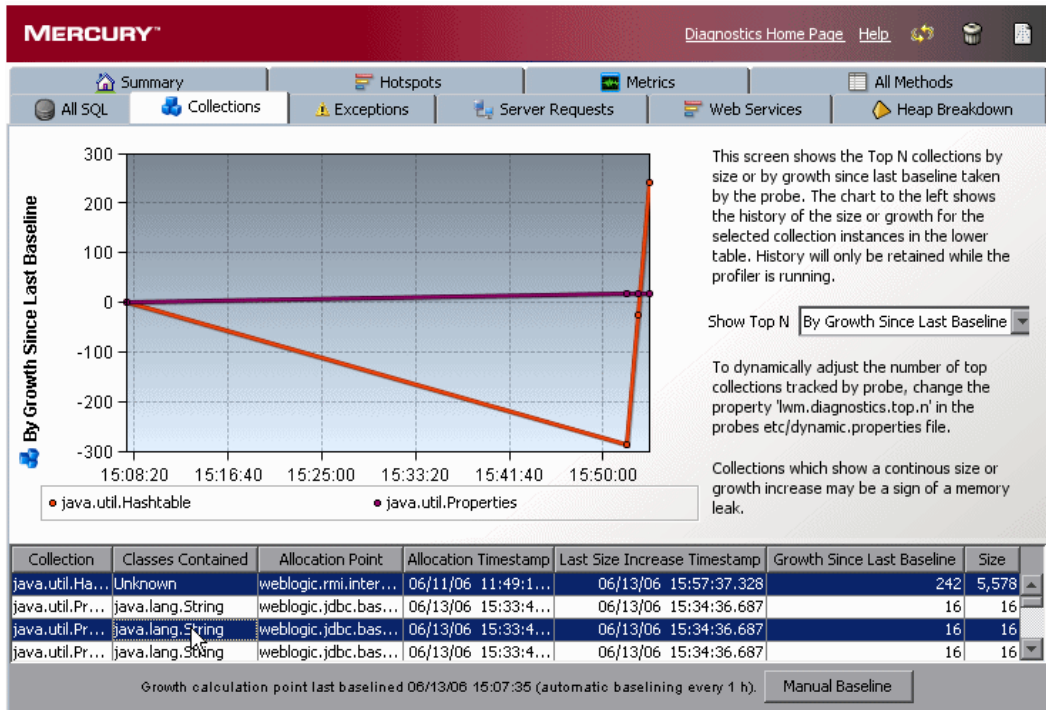 MERCURY™
Diagnostics Home Page Help
Summary Hotspots Metrics All Methods
All SQL Collections Exceptions Server Requests Web Services Heap Breakdown
By Growth Since Last Baseline
300
200
100
0
-100
-200
-300
15:08:20 15:16:40 15:25:00 15:33:20 15:41:40 15:50:00
java.util.Hashtable java.util.Properties
This screen shows the Top N collections by
size or by growth since last baseline taken
by the probe. The chart to the left shows
the history of the size or growth for the
selected collection instances in the lower
table. History will only be retained while the
profiler is running.
Show Top N By Growth Since Last Baseline
To dynamically adjust the number of top
collections tracked by probe, change the
property 'lwm.diagnostics.top.n' in the
probes etc/dynamic.properties file.
Collections which show a continous size or
growth increase may be a sign of a memory
leak.
Collection Classes Contained Allocation Point Allocation Timestamp Last Size Increase Timestamp Growth Since Last Baseline Size
java.util.Ha... Unknown weblogic.rmi.inter... 06/11/06 11:49:1... 06/13/06 15:57:37.328 242 5,578
java.util.Pr... java.lang.String weblogic.jdbc.bas... 06/13/06 15:33:4... 06/13/06 15:34:36.687 16 16
java.util.Pr... java.lang.String weblogic.jdbc.bas... 06/13/06 15:33:4... 06/13/06 15:34:36.687 16 16
java.util.Pr... java.lang.String weblogic.jdbc.bas... 06/13/06 15:33:4... 06/13/06 15:34:36.687 16 16
Growth calculation point last baselined 06/13/06 15:07:35 (automatic baselining every 1 h). Manual Baseline